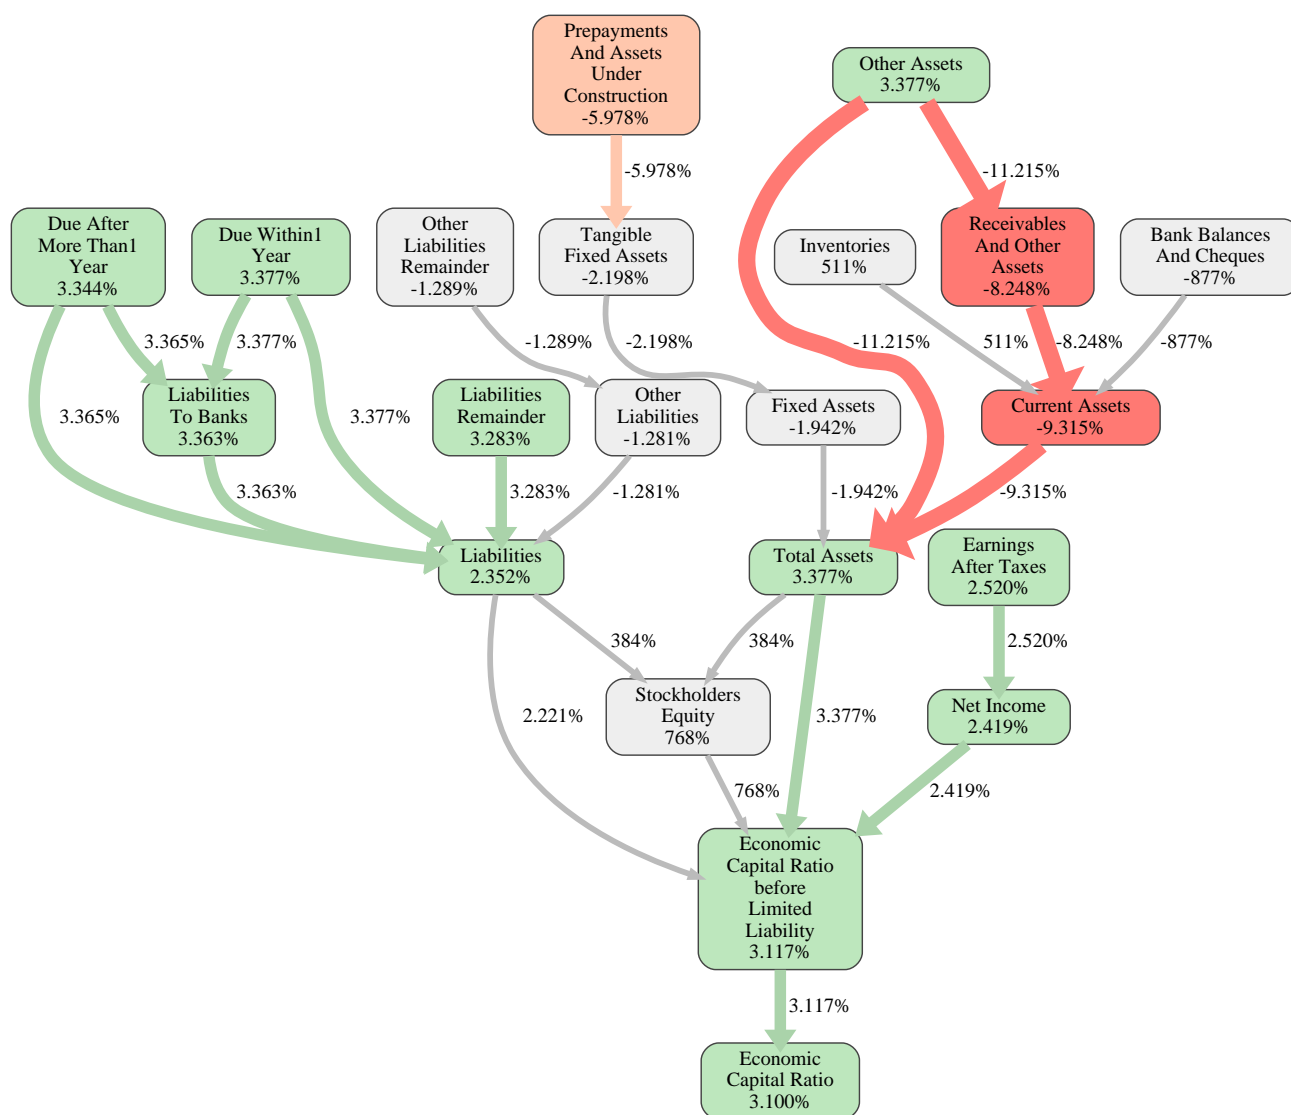 Prepayments
And Assets
Under
Construction
-5.978%
Other Assets
3.377%
-5.978%
-11.215%
Due After
More Than1
Year
3.344%
Due Within1
Year
3.377%
Other
Liabilities
Remainder
-1.289%
Tangible
Fixed Assets
-2.198%
Inventories
511%
Receivables
And Other
Assets
-8.248%
Bank Balances
And Cheques
-877%
3.365%
3.377%
-1.289%
-2.198%
-11.215%
511%
-8.248%
-877%
3.365%
Liabilities
To Banks
3.363%
3.377%
Liabilities
Remainder
3.283%
Other
Liabilities
-1.281%
Fixed Assets
-1.942%
Current Assets
-9.315%
3.363%
3.283%
-1.281%
-1.942%
-9.315%
Liabilities
2.352%
Total Assets
3.377%
Earnings
After Taxes
2.520%
384%
384%
2.520%
2.221%
Stockholders
Equity
768%
3.377%
Net Income
2.419%
768%
2.419%
Economic
Capital Ratio
before
Limited
Liability
3.117%
3.117%
Economic
Capital Ratio
3.100%